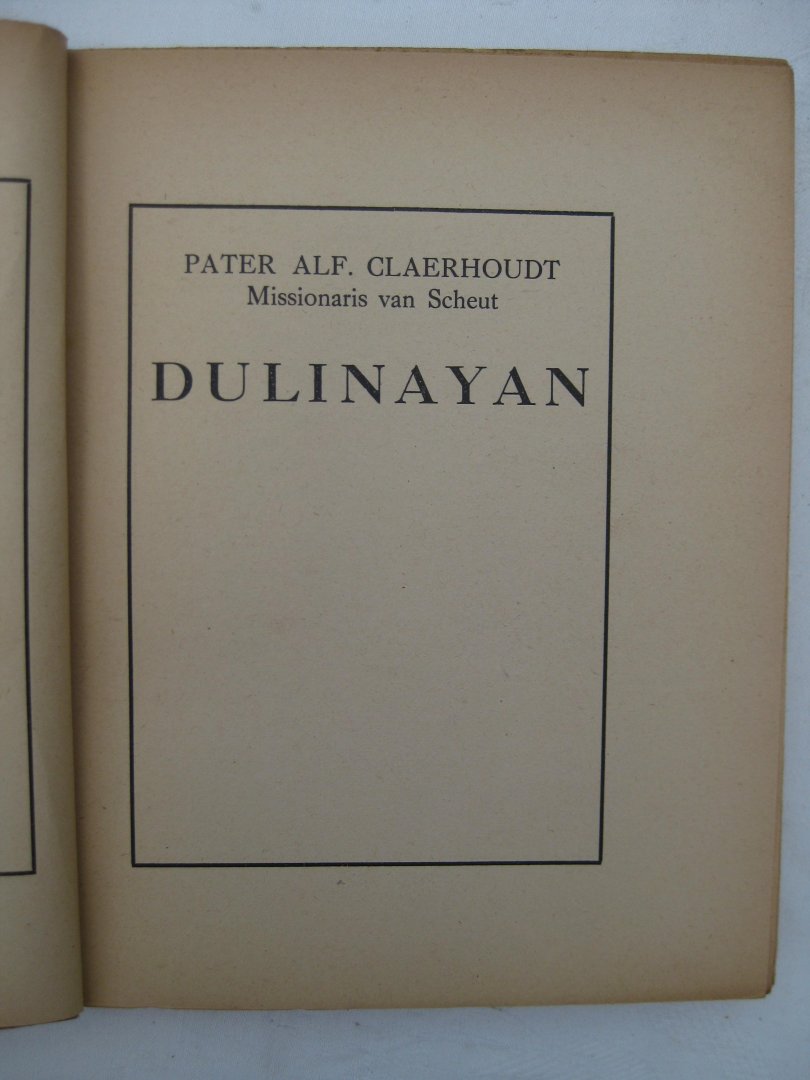 PATER ALF. CLAERHOUDT
Missionaris van Scheut
DULINAYAN